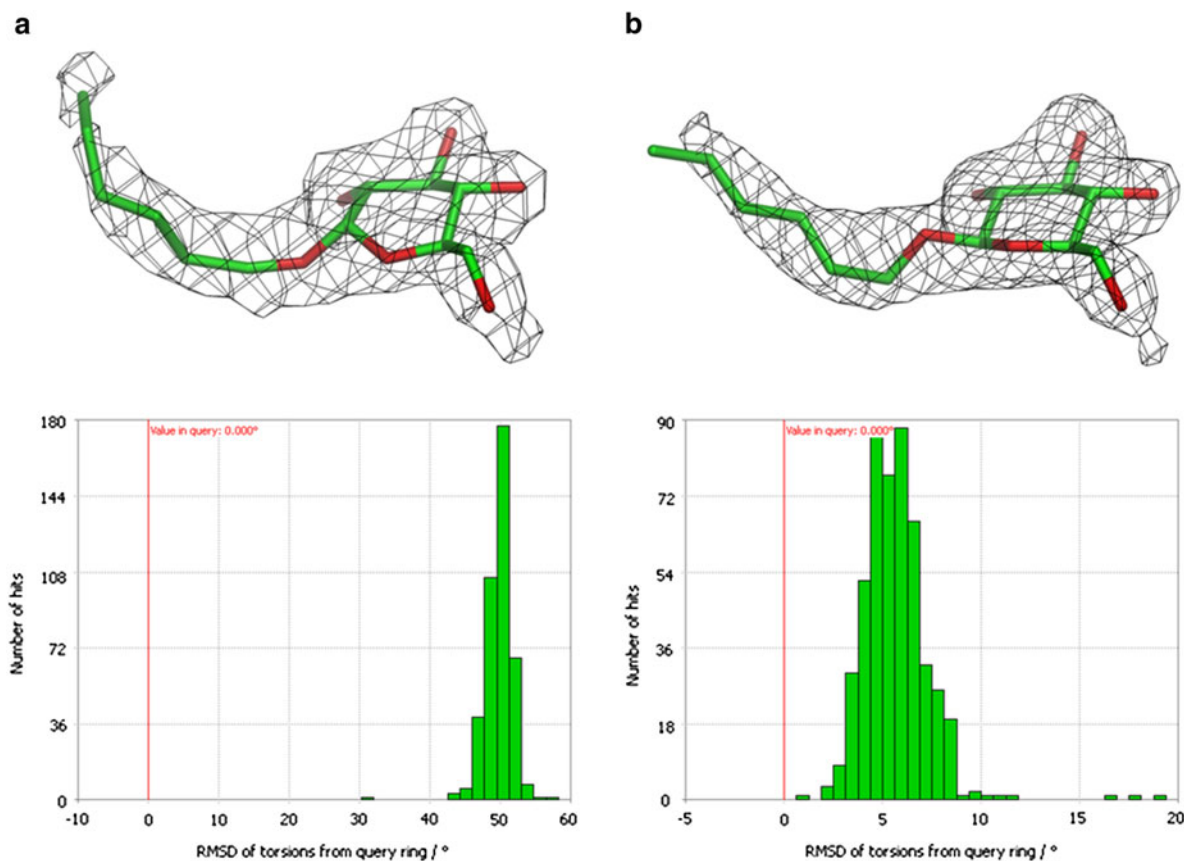 a
b
180
144
108
72
36
0
Number of hits
Value in query: 0.000°
-10 0 10 20 30 40 50 60
RMSD of torsions from query ring / °
90
72
54
36
18
0
Number of hits
Value in query: 0.000°
-5 0 5 10 15 20
RMSD of torsions from query ring / °